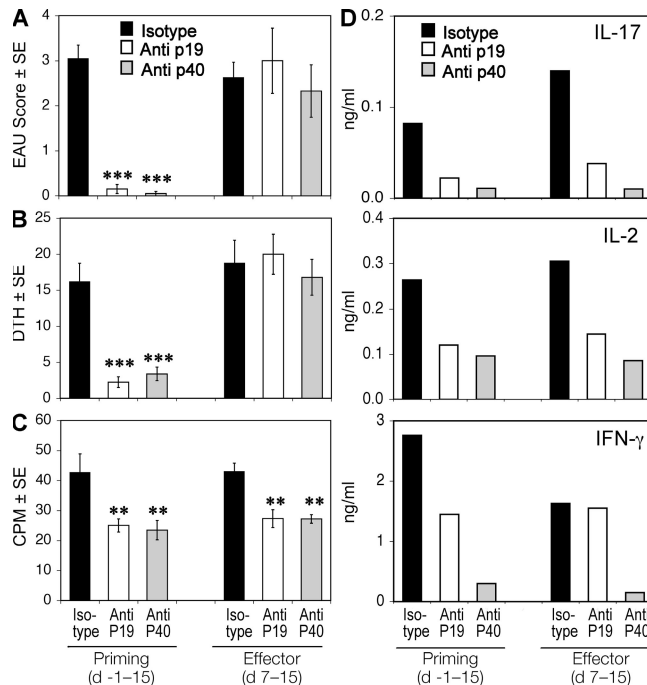 A
EAU Score ± SE
4
3
2
1
0
Isotype
Anti p19
Anti p40
***
***
B
DTH ± SE
25
20
15
10
5
0
***
***
C
CPM ± SE
60
50
40
30
20
10
0
**
**
**
**
Iso-
type
Anti
P19
Anti
P40
Iso-
type
Anti
P19
Anti
P40
Priming
(d -1–15)
Effector
(d 7–15)
D
Isotype
Anti p19
Anti p40
IL-17
ng/ml
0.2
0.1
0.0
IL-2
ng/ml
0.4
0.3
0.2
0.1
0.0
IFN-γ
ng/ml
3
2
1
0
Iso-
type
Anti
P19
Anti
P40
Iso-
type
Anti
P19
Anti
P40
Priming
(d -1–15)
Effector
(d 7–15)